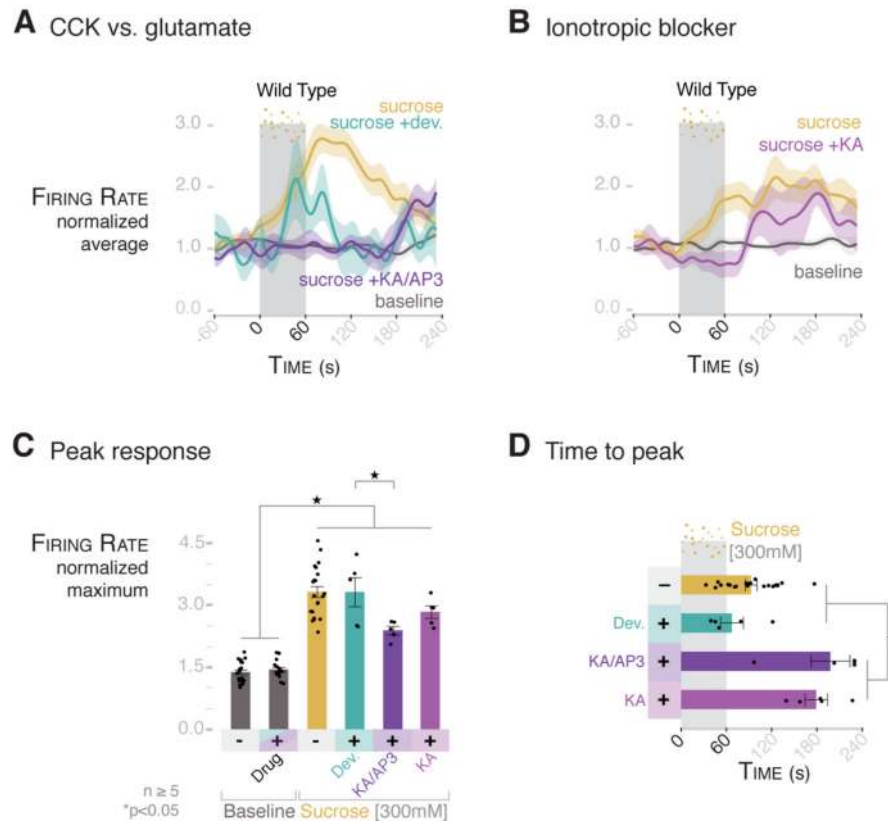 A CCK vs. glutamate
Wild Type
sucrose
sucrose +dev.
3.0
2.0
1.0
0.0
FIRING RATE
normalized
average
sucrose +KA/AP3
baseline
-60 0 60 120 180 240
TIME (s)
B Ionotropic blocker
Wild Type
sucrose
sucrose +KA
3.0
2.0
1.0
0.0
baseline
-60 0 60 120 180 240
TIME (s)
C Peak response
★
★
FIRING RATE
normalized
maximum
4.5
3.0
1.5
0.0
- + - + + +
Drug Dev. KA/AP3 KA
n ≥ 5
*p<0.05
Baseline Sucrose [300mM]
D Time to peak
Sucrose
[300mM]
−
Dev. +
KA/AP3 +
KA +
0 60 120 180 240
TIME (s)